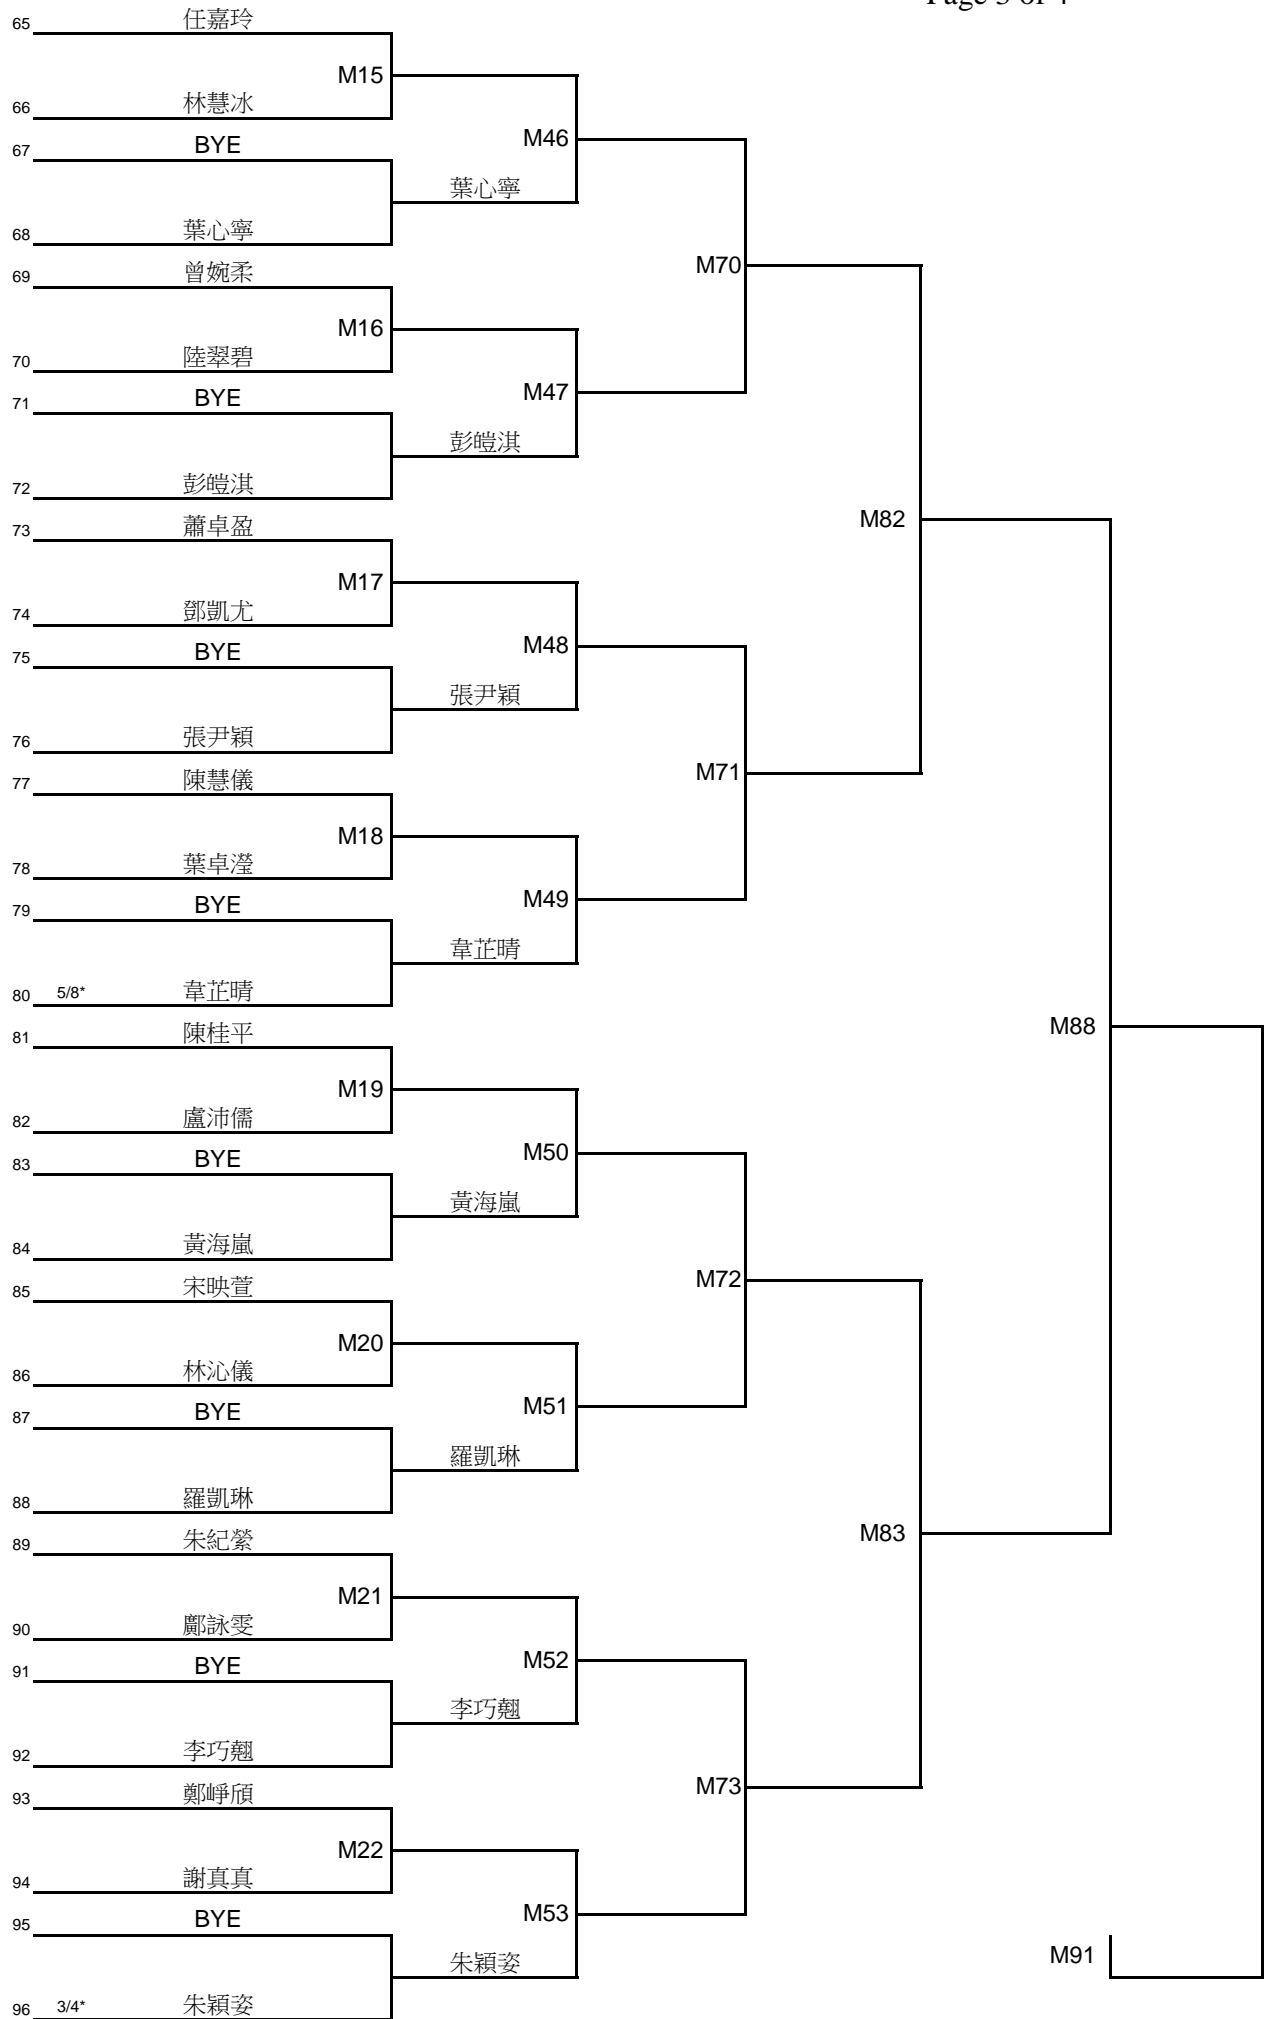 Page 3 of 4
65 任嘉玲
M15
66 林慧冰
67 BYE
M46
葉心寧
68 葉心寧
69 曾婉柔
M70
M16
70 陸翠碧
71 BYE
M47
彭皚淇
72 彭皚淇
73 蕭卓盈
M82
M17
74 鄧凱尤
75 BYE
M48
張尹穎
76 張尹穎
77 陳慧儀
M71
M18
78 葉卓瀅
79 BYE
M49
韋芷晴
80 5/8* 韋芷晴
81 陳桂平
M88
M19
82 盧沛儒
83 BYE
M50
黃海嵐
84 黃海嵐
85 宋映萱
M72
M20
86 林沁儀
87 BYE
M51
羅凱琳
88 羅凱琳
89 朱紀縈
M83
M21
90 鄺詠雯
91 BYE
M52
李巧翹
92 李巧翹
93 鄭崢頎
M73
M22
94 謝真真
95 BYE
M53
朱穎姿
M91
96 3/4* 朱穎姿